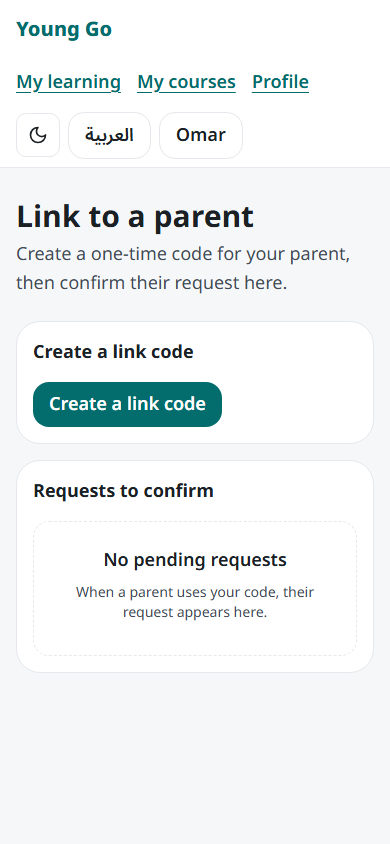 Young Go
My learning My courses Profile
العربية Omar
Link to a parent
Create a one-time code for your parent,
then confirm their request here.
Create a link code
Create a link code
Requests to confirm
No pending requests
When a parent uses your code, their
request appears here.